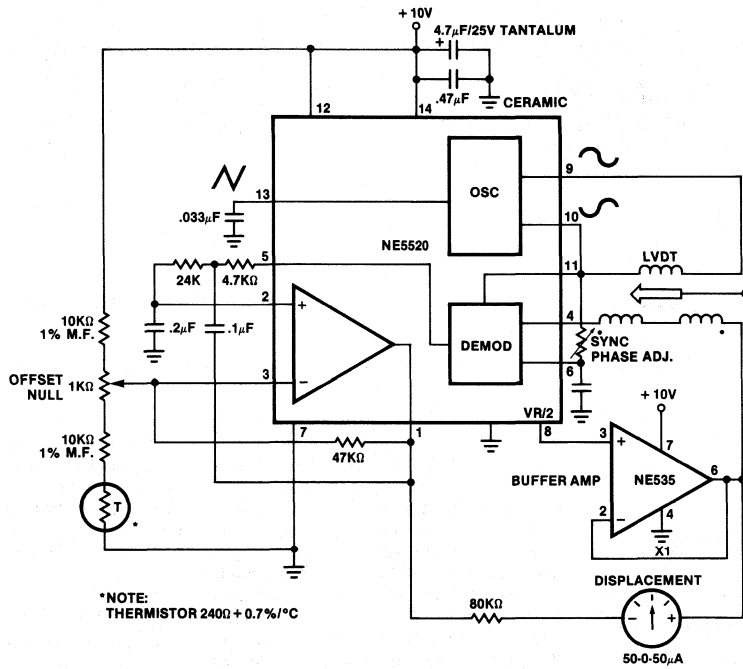 +10V
4.7μF/25V TANTALUM
+
.47μF
CERAMIC
12
14
OSC
9
13
10
.033μF
NE5520
LVDT
5
11
24K
4.7KΩ
2
4
+
10KΩ
1% M.F.
.2μF
.1μF
DEMOD
*
*
SYNC
PHASE ADJ.
6
OFFSET
NULL
1KΩ
3
−
+10V
VR/2
7
1
8
10KΩ
1% M.F.
47KΩ
3
+
7
BUFFER AMP
NE535
6
T
*
2
−
4
X1
*NOTE:
THERMISTOR 240Ω + 0.7%/°C
DISPLACEMENT
80KΩ
−
+
50-0-50μA